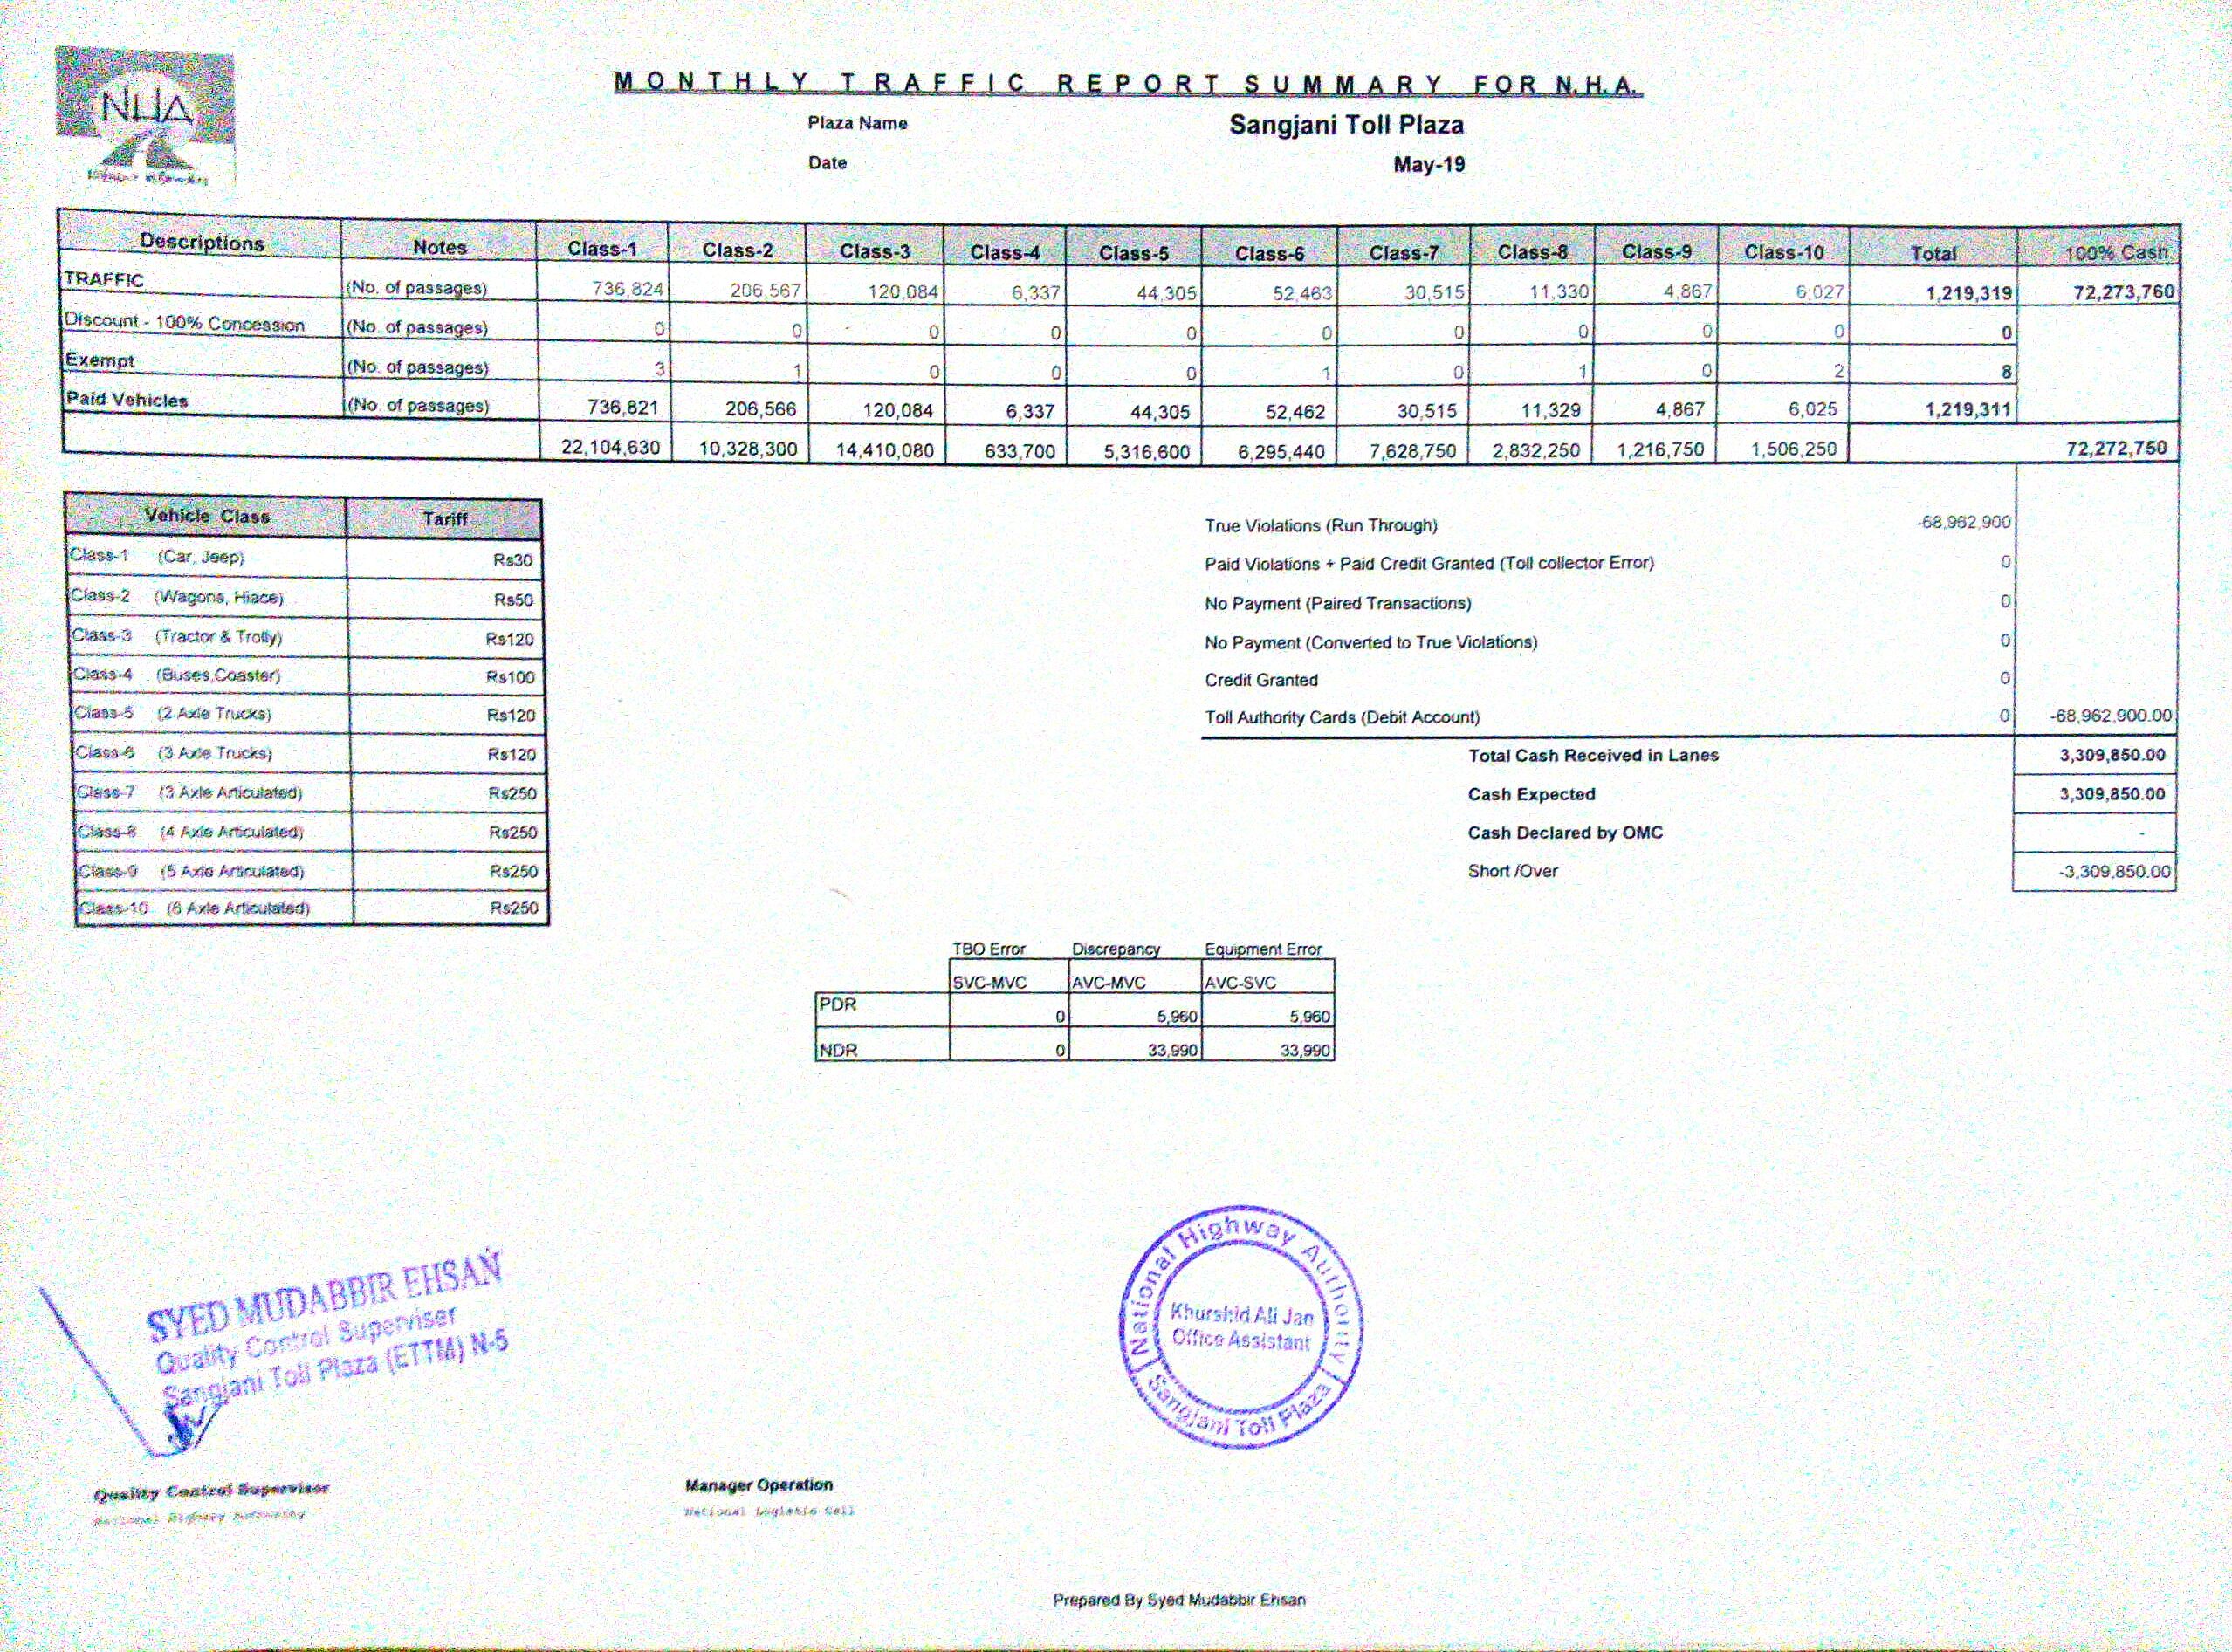 NHA
MONTHLY TRAFFIC REPORT SUMMARY FOR N.H.A.
Plaza Name Sangjani Toll Plaza
Date May-19
Descriptions Notes Class-1 Class-2 Class-3 Class-4 Class-5 Class-6 Class-7 Class-8 Class-9 Class-10 Total 100% Cash
TRAFFIC (No. of passages) 736,824 206,567 120,084 6,337 44,305 52,463 30,515 11,330 4,867 6,027 1,219,319 72,273,760
Discount - 100% Concession (No. of passages) 0 0 0 0 0 0 0 0 0 0 0
Exempt (No. of passages) 3 1 0 0 0 1 0 1 0 2 8
Paid Vehicles (No. of passages) 736,821 206,566 120,084 6,337 44,305 52,462 30,515 11,329 4,867 6,025 1,219,311
22,104,630 10,328,300 14,410,080 633,700 5,316,600 6,295,440 7,628,750 2,832,250 1,216,750 1,506,250 72,272,750
Vehicle Class Tariff
Class-1 (Car, Jeep) Rs30
Class-2 (Wagons, Hiace) Rs50
Class-3 (Tractor & Trolly) Rs120
Class-4 (Buses,Coaster) Rs100
Class-5 (2 Axle Trucks) Rs120
Class-6 (3 Axle Trucks) Rs120
Class-7 (3 Axle Articulated) Rs250
Class-8 (4 Axle Articulated) Rs250
Class-9 (5 Axle Articulated) Rs250
Class-10 (6 Axle Articulated) Rs250
True Violations (Run Through) -68,962,900
Paid Violations + Paid Credit Granted (Toll collector Error) 0
No Payment (Paired Transactions) 0
No Payment (Converted to True Violations) 0
Credit Granted 0
Toll Authority Cards (Debit Account) 0 -68,962,900.00
Total Cash Received in Lanes 3,309,850.00
Cash Expected 3,309,850.00
Cash Declared by OMC -
Short /Over -3,309,850.00
TBO Error Discrepancy Equipment Error
SVC-MVC AVC-MVC AVC-SVC
PDR 0 5,960 5,960
NDR 0 33,990 33,990
SYED MUDABBIR EHSAN
Quality Control Superviser
Sangjani Toll Plaza (ETTM) N-5
National Highway Authority
Khurshid Ali Jan
Office Assistant
Sangjani Toll Plaza
Quality Control Supervisor
National Highway Authority
Manager Operation
National Logistic Cell
Prepared By Syed Mudabbir Ehsan